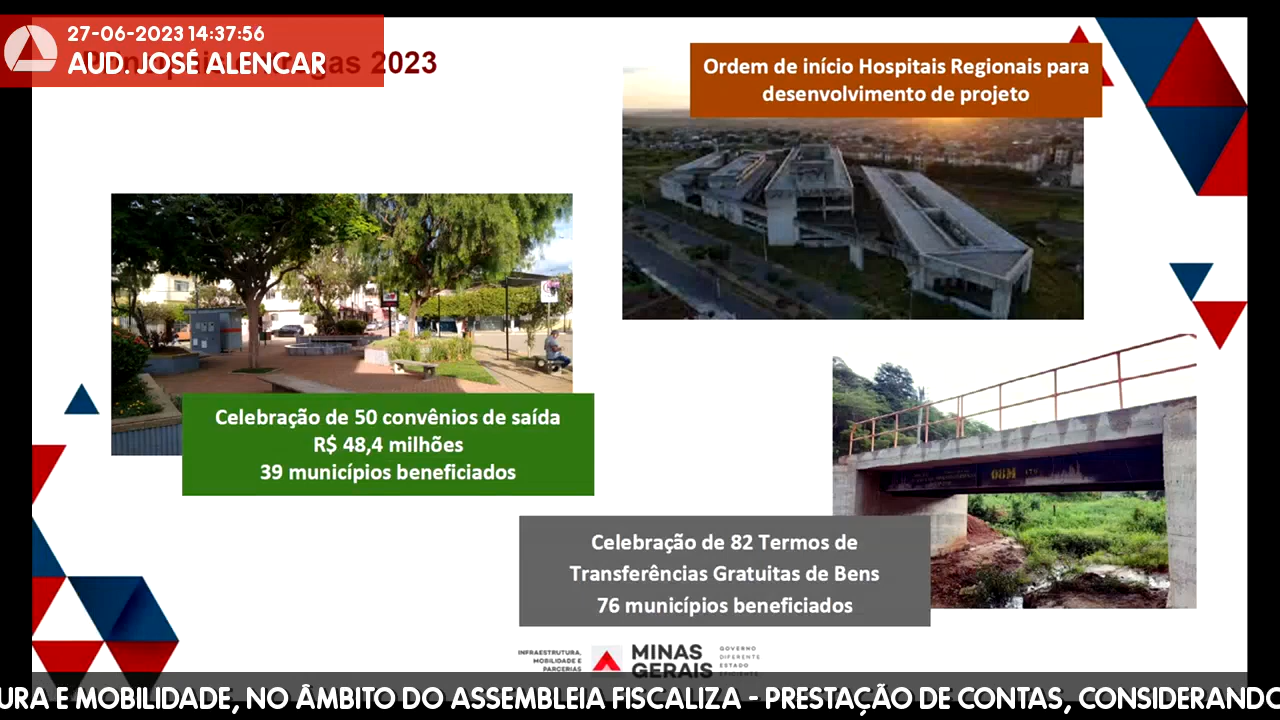 27-06-2023 14:37:56
AUD. JOSÉ ALENCAR
2023
Ordem de início Hospitais Regionais para
desenvolvimento de projeto
Celebração de 50 convênios de saída
R$ 48,4 milhões
39 municípios beneficiados
Celebração de 82 Termos de
Transferências Gratuitas de Bens
76 municípios beneficiados
INFRAESTRUTURA,
MOBILIDADE E
PARCERIAS
MINAS
GERAIS
GOVERNO
DIFERENTE
ESTADO
EFICIENTE
URA E MOBILIDADE, NO ÂMBITO DO ASSEMBLEIA FISCALIZA - PRESTAÇÃO DE CONTAS, CONSIDERANDO